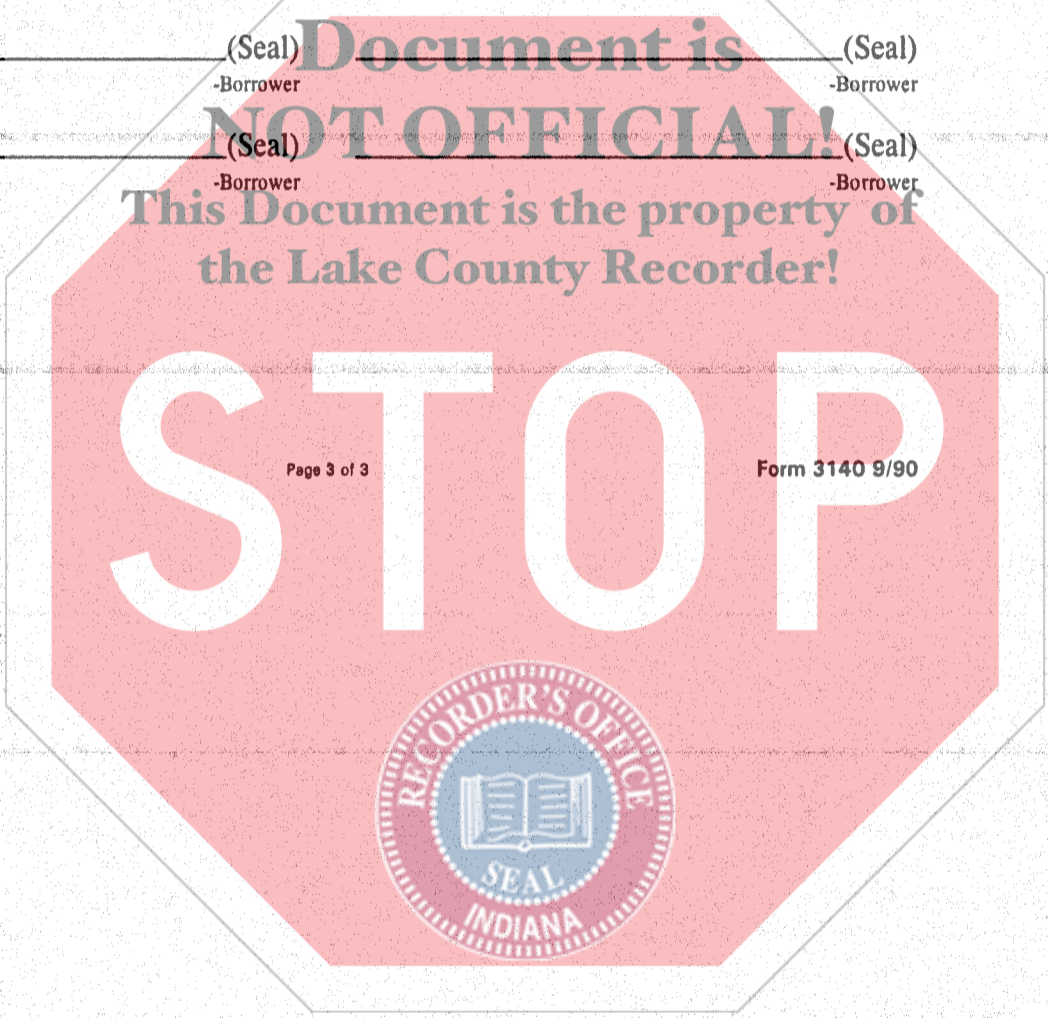 (Seal) (Seal)
-Borrower -Borrower
Document is
NOT OFFICIAL!
(Seal) (Seal)
-Borrower -Borrower
This Document is the property of
the Lake County Recorder!
STOP
Page 3 of 3 Form 3140 9/90
RECORDER'S OFFICE
SEAL
INDIANA